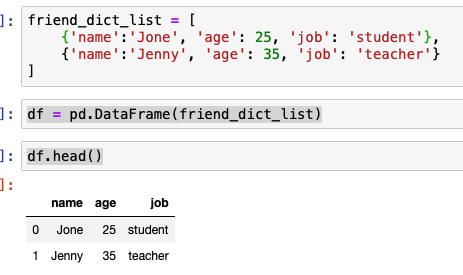 ]: friend_dict_list = [
{'name':'Jone', 'age': 25, 'job': 'student'},
{'name':'Jenny', 'age': 35, 'job': 'teacher'}
]
]: df = pd.DataFrame(friend_dict_list)
]: df.head()
]:
name age job
0 Jone 25 student
1 Jenny 35 teacher